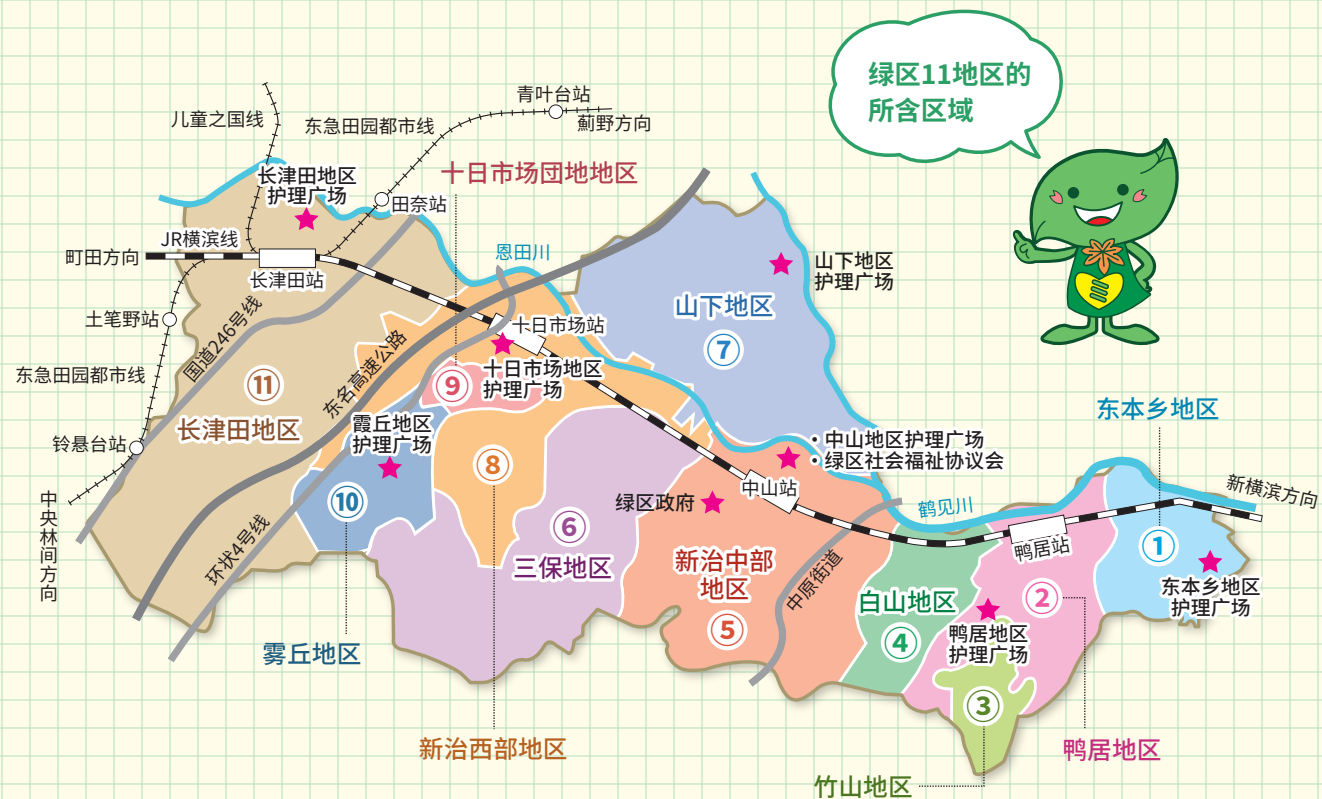 绿区11地区的
所含区域
青叶台站
儿童之国线
东急田园都市线
薊野方向
长津田地区
护理广场
十日市场团地地区
田奈站
JR横滨线
町田方向
长津田站
恩田川
山下地区
护理广场
山下地区
⑦
土笔野站
国道246号线
十日市场站
东名高速公路
十日市场地区
护理广场
东急田园都市线
⑪
长津田地区
⑨
霞丘地区
护理广场
东本乡地区
铃悬台站
・中山地区护理广场
・绿区社会福祉协议会
⑧
⑩
中山站
绿区政府
新横滨方向
鹤见川
中央林间方向
环状4号线
⑥
三保地区
新治中部
地区
⑤
中原街道
鸭居站
①
东本乡地区
护理广场
白山地区
④
②
鸭居地区
护理广场
雾丘地区
③
新治西部地区
鸭居地区
竹山地区